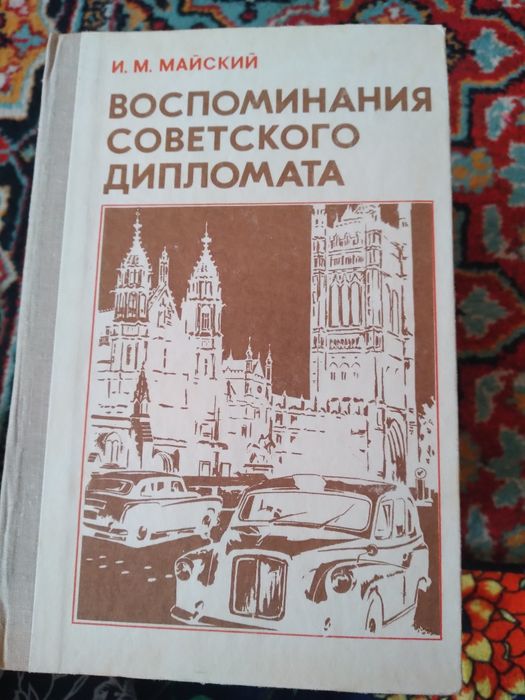 И. М. МАЙСКИЙ
ВОСПОМИНАНИЯ
СОВЕТСКОГО
ДИПЛОМАТА